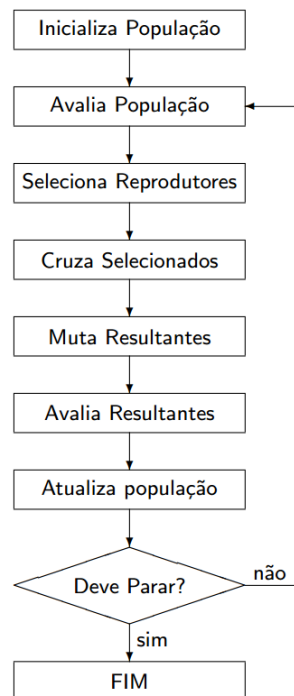 Inicializa População
Avalia População
Seleciona Reprodutores
Cruza Selecionados
Muta Resultantes
Avalia Resultantes
Atualiza população
Deve Parar?
não
sim
FIM